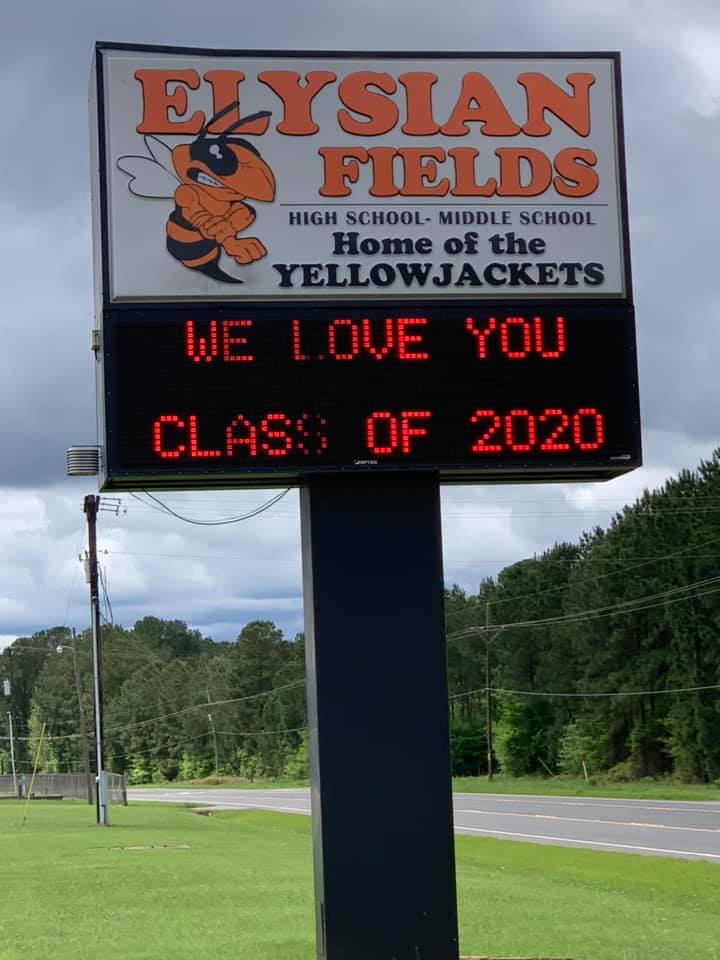 ELYSIAN
FIELDS
HIGH SCHOOL- MIDDLE SCHOOL
Home of the
YELLOWJACKETS
WE LOVE YOU
CLASS OF 2020